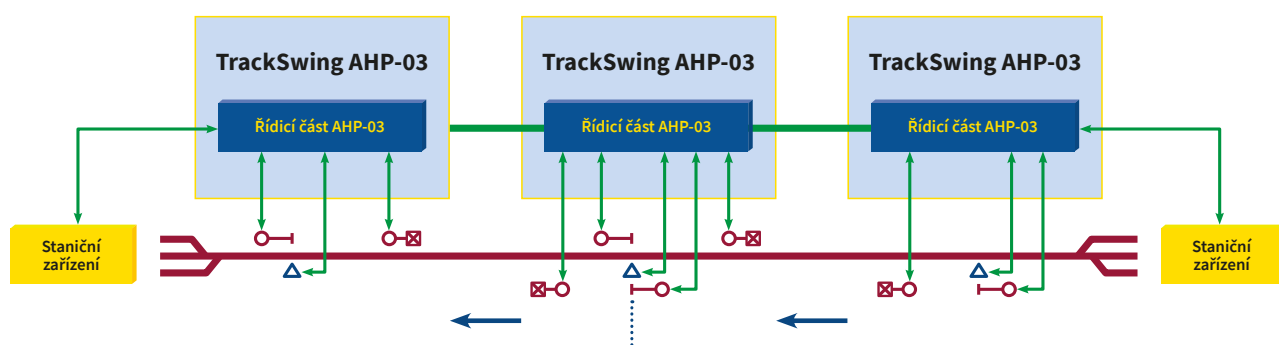 TrackSwing AHP-03
TrackSwing AHP-03
TrackSwing AHP-03
Řídicí část AHP-03
Řídicí část AHP-03
Řídicí část AHP-03
Staniční
zařízení
Staniční
zařízení